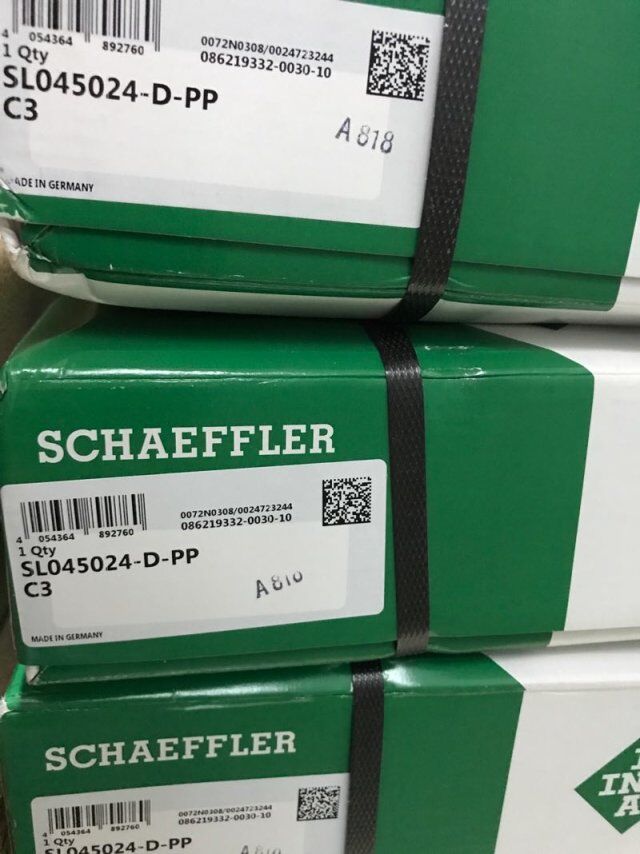 4 054364 892760
0072N0308/0024723244
086219332-0030-10
1 Qty
SL045024-D-PP
C3
A 818
MADE IN GERMANY
SCHAEFFLER
4 054364 892760
0072N0308/0024723244
086219332-0030-10
1 Qty
SL045024-D-PP
C3
MADE IN GERMANY
SCHAEFFLER
4 054364 892760
0072N0308/0024723244
086219332-0030-10
1 Qty
SL045024-D-PP
IN
A